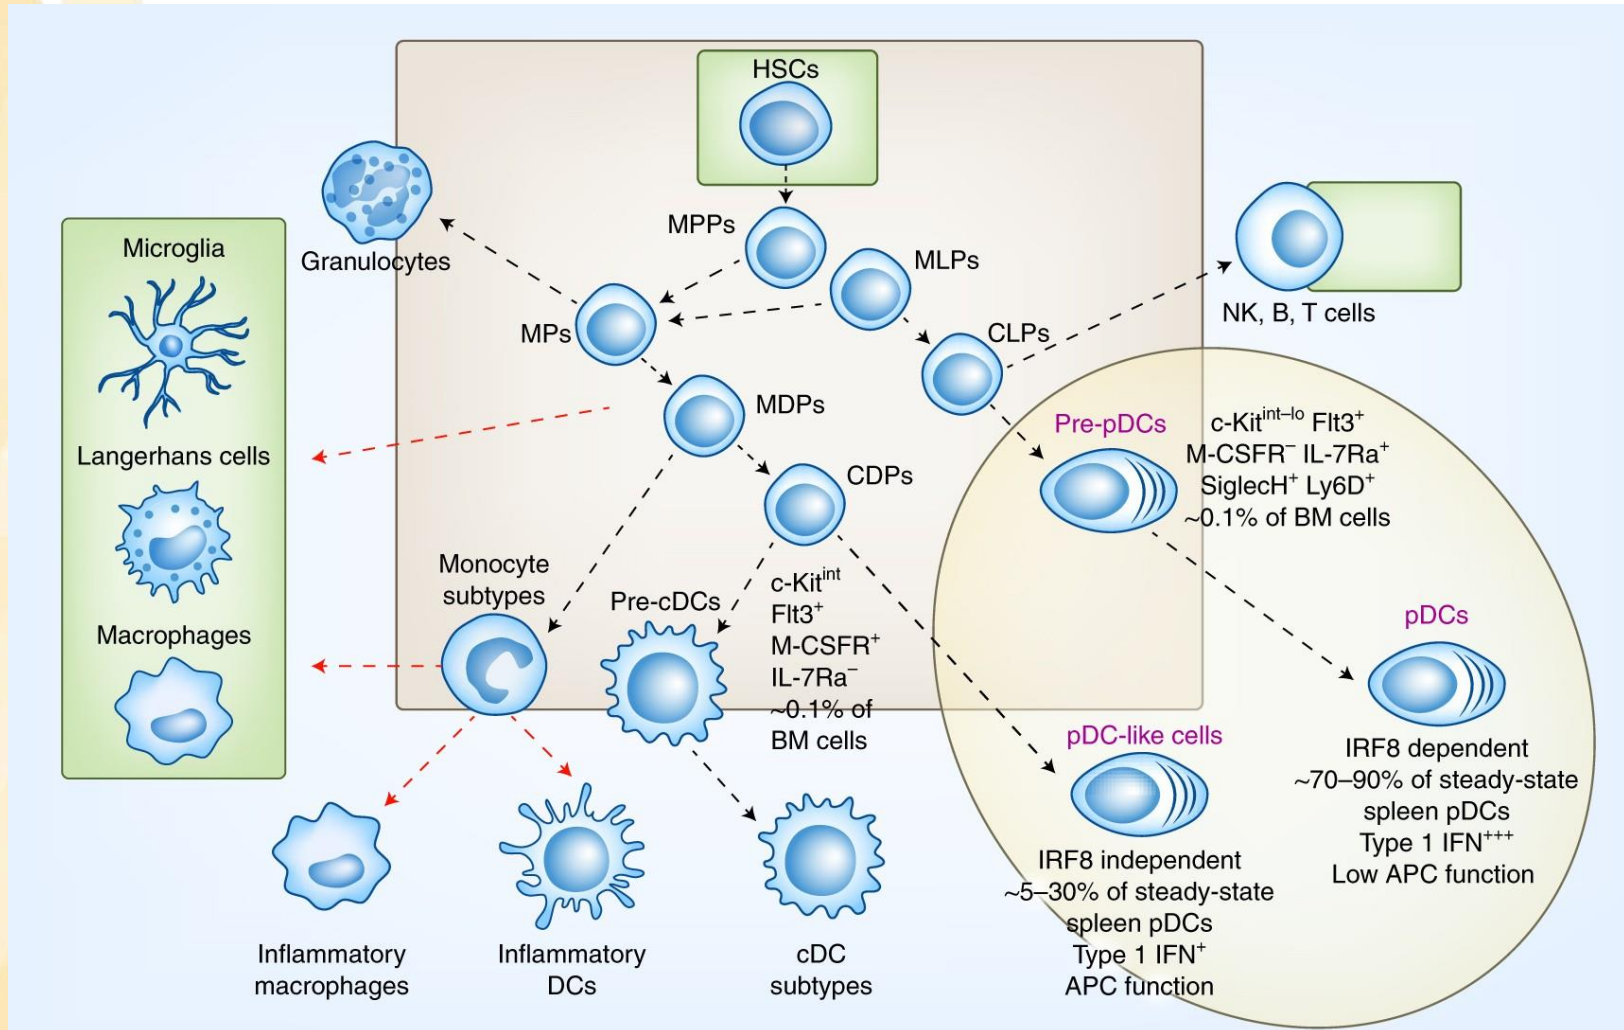 HSCs
MPPs
MLPs
Granulocytes
MPs
CLPs
NK, B, T cells
Microglia
Langerhans cells
Macrophages
MDPs
CDPs
Pre-pDCs
c-Kitint–lo Flt3+
M-CSFR– IL-7Ra+
SiglecH+ Ly6D+
~0.1% of BM cells
Monocyte
subtypes
Pre-cDCs
c-Kitint
Flt3+
M-CSFR+
IL-7Ra–
~0.1% of
BM cells
pDCs
IRF8 dependent
~70–90% of steady-state
spleen pDCs
Type 1 IFN+++
Low APC function
pDC-like cells
IRF8 independent
~5–30% of steady-state
spleen pDCs
Type 1 IFN+
APC function
Inflammatory
macrophages
Inflammatory
DCs
cDC
subtypes